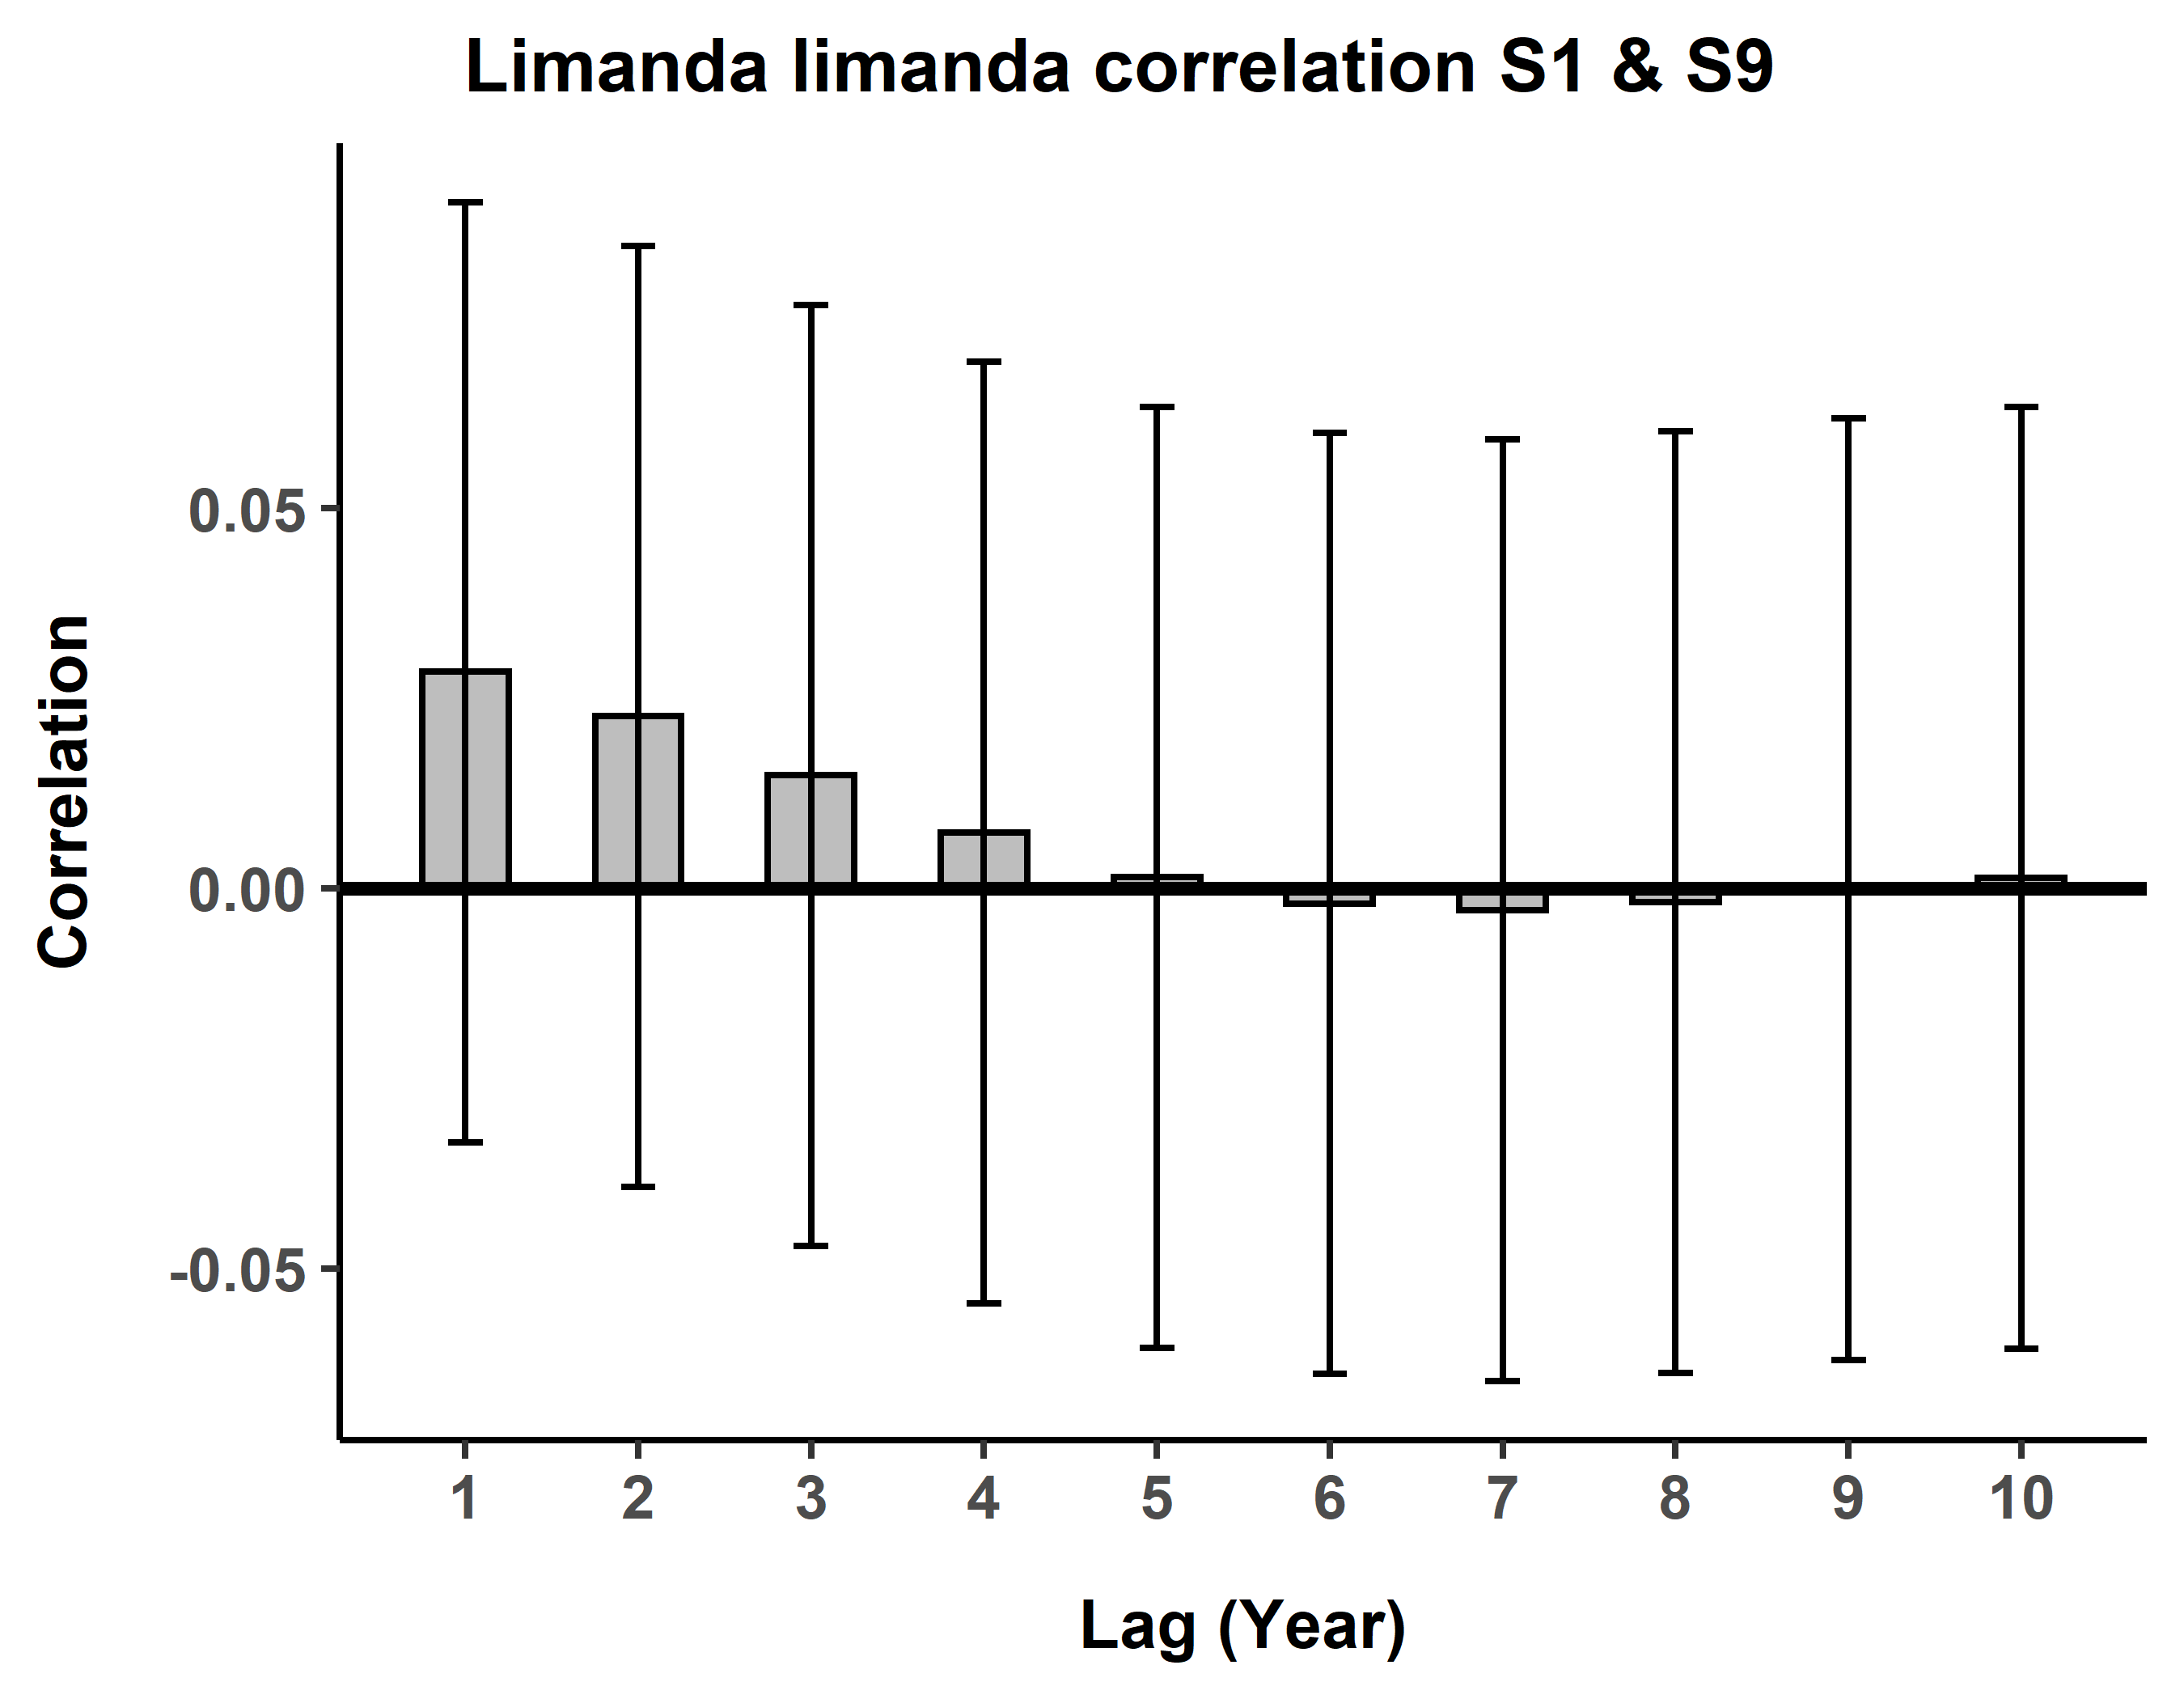 Limanda limanda correlation S1 & S9
Correlation
0.05
0.00
-0.05
1 2 3 4 5 6 7 8 9 10
Lag (Year)